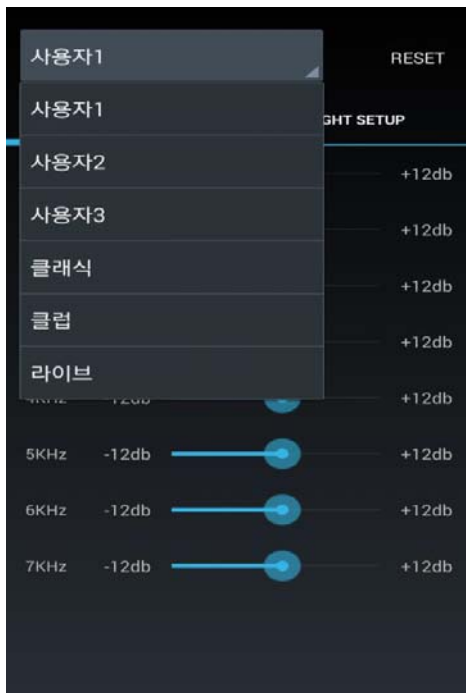 사용자1 RESET
사용자1
GHT SETUP
사용자2
+12db
사용자3
+12db
클래식
+12db
클럽
+12db
라이브
+12db
5KHz -12db +12db
6KHz -12db +12db
7KHz -12db +12db